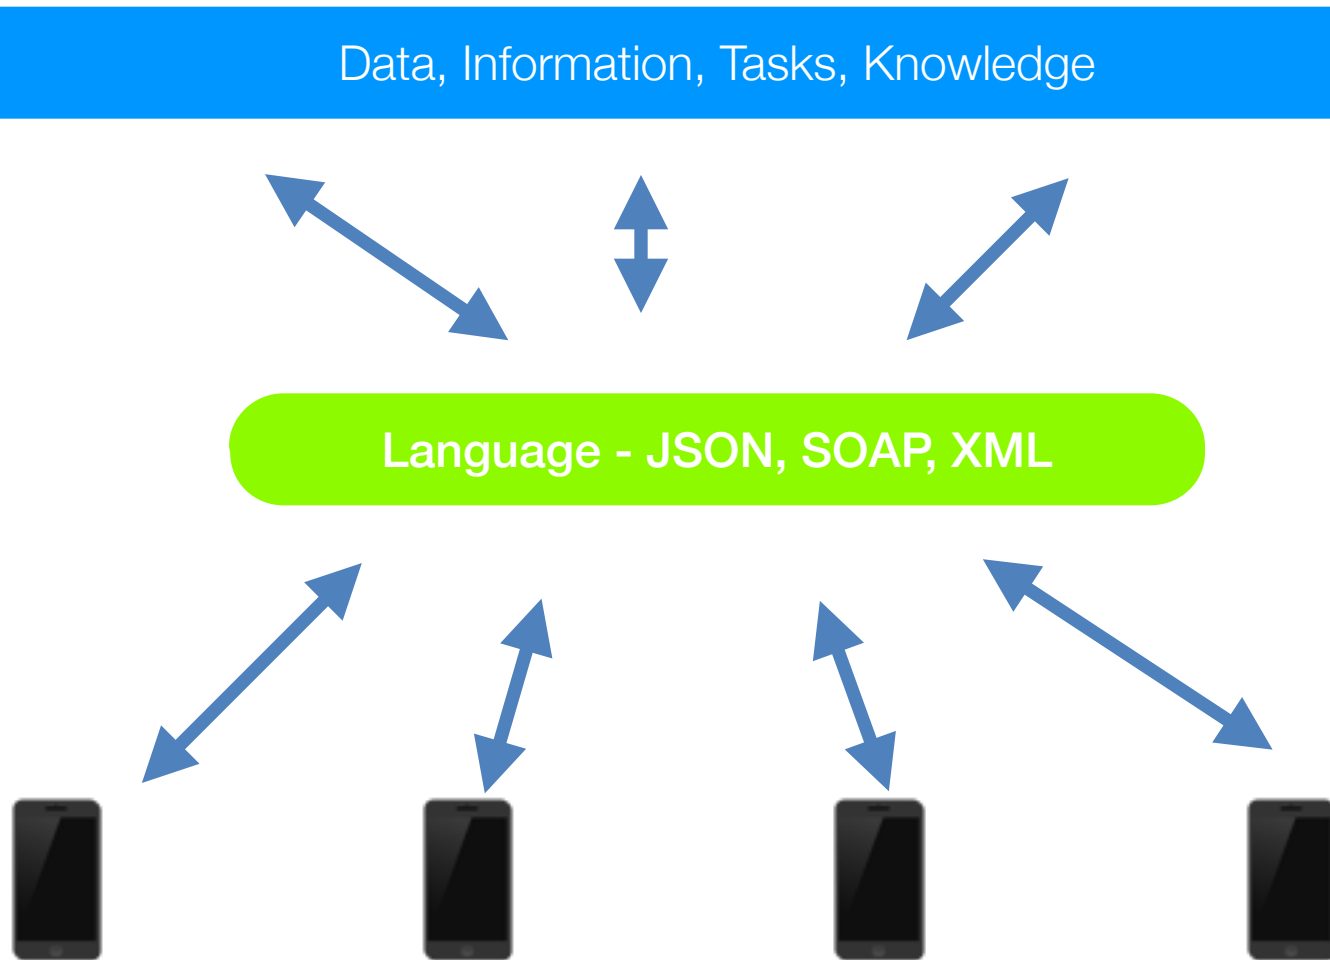 Data, Information, Tasks, Knowledge
Language - JSON, SOAP, XML